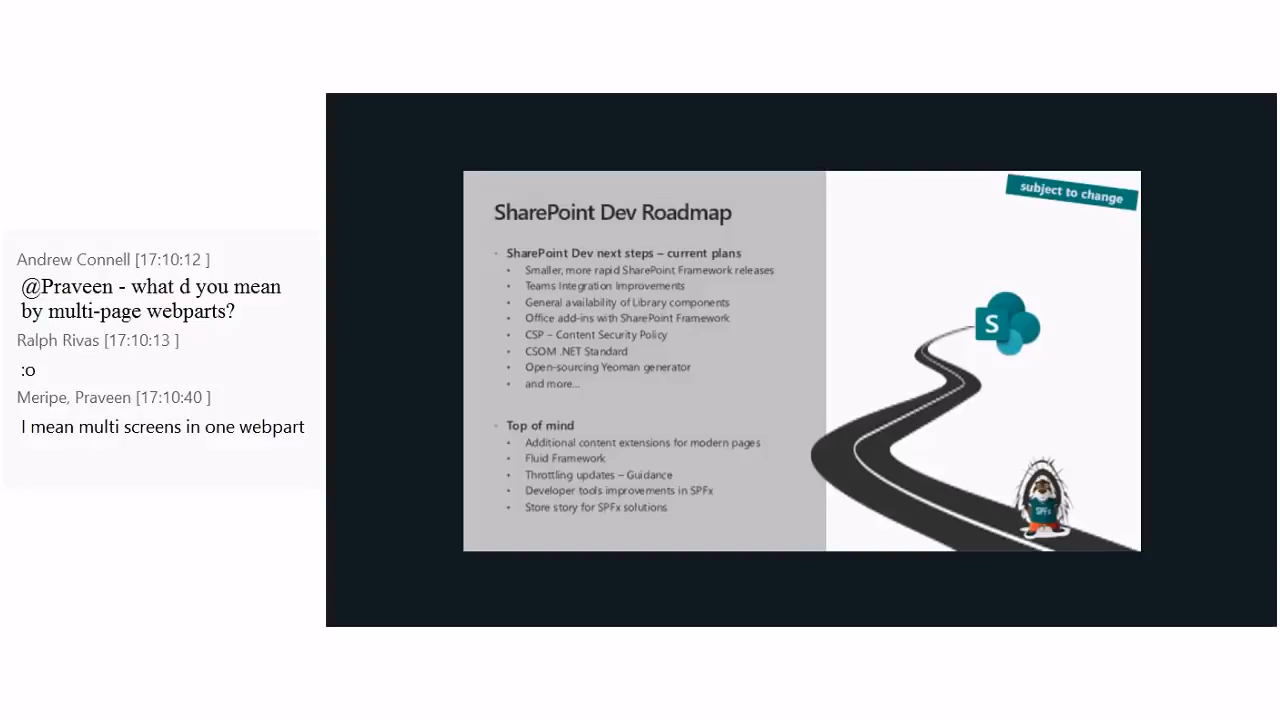 Andrew Connell [17:10:12 ]
@Praveen - what d you mean
by multi-page webparts?
Ralph Rivas [17:10:13 ]
:o
Meripe, Praveen [17:10:40 ]
I mean multi screens in one webpart
subject to change
SharePoint Dev Roadmap
• SharePoint Dev next steps – current plans
• Smaller, more rapid SharePoint Framework releases
• Teams Integration Improvements
• General availability of Library components
• Office add-ins with SharePoint Framework
• CSP – Content Security Policy
• CSOM .NET Standard
• Open-sourcing Yeoman generator
• and more...
• Top of mind
• Additional content extensions for modern pages
• Fluid Framework
• Throttling updates – Guidance
• Developer tools improvements in SPFx
• Store story for SPFx solutions
S
SPFx